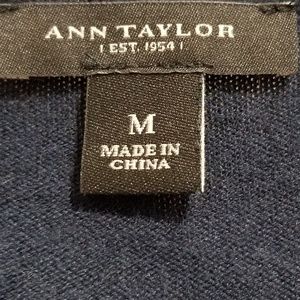 ANN TAYLOR
| EST. 1954 |
M
MADE IN
CHINA